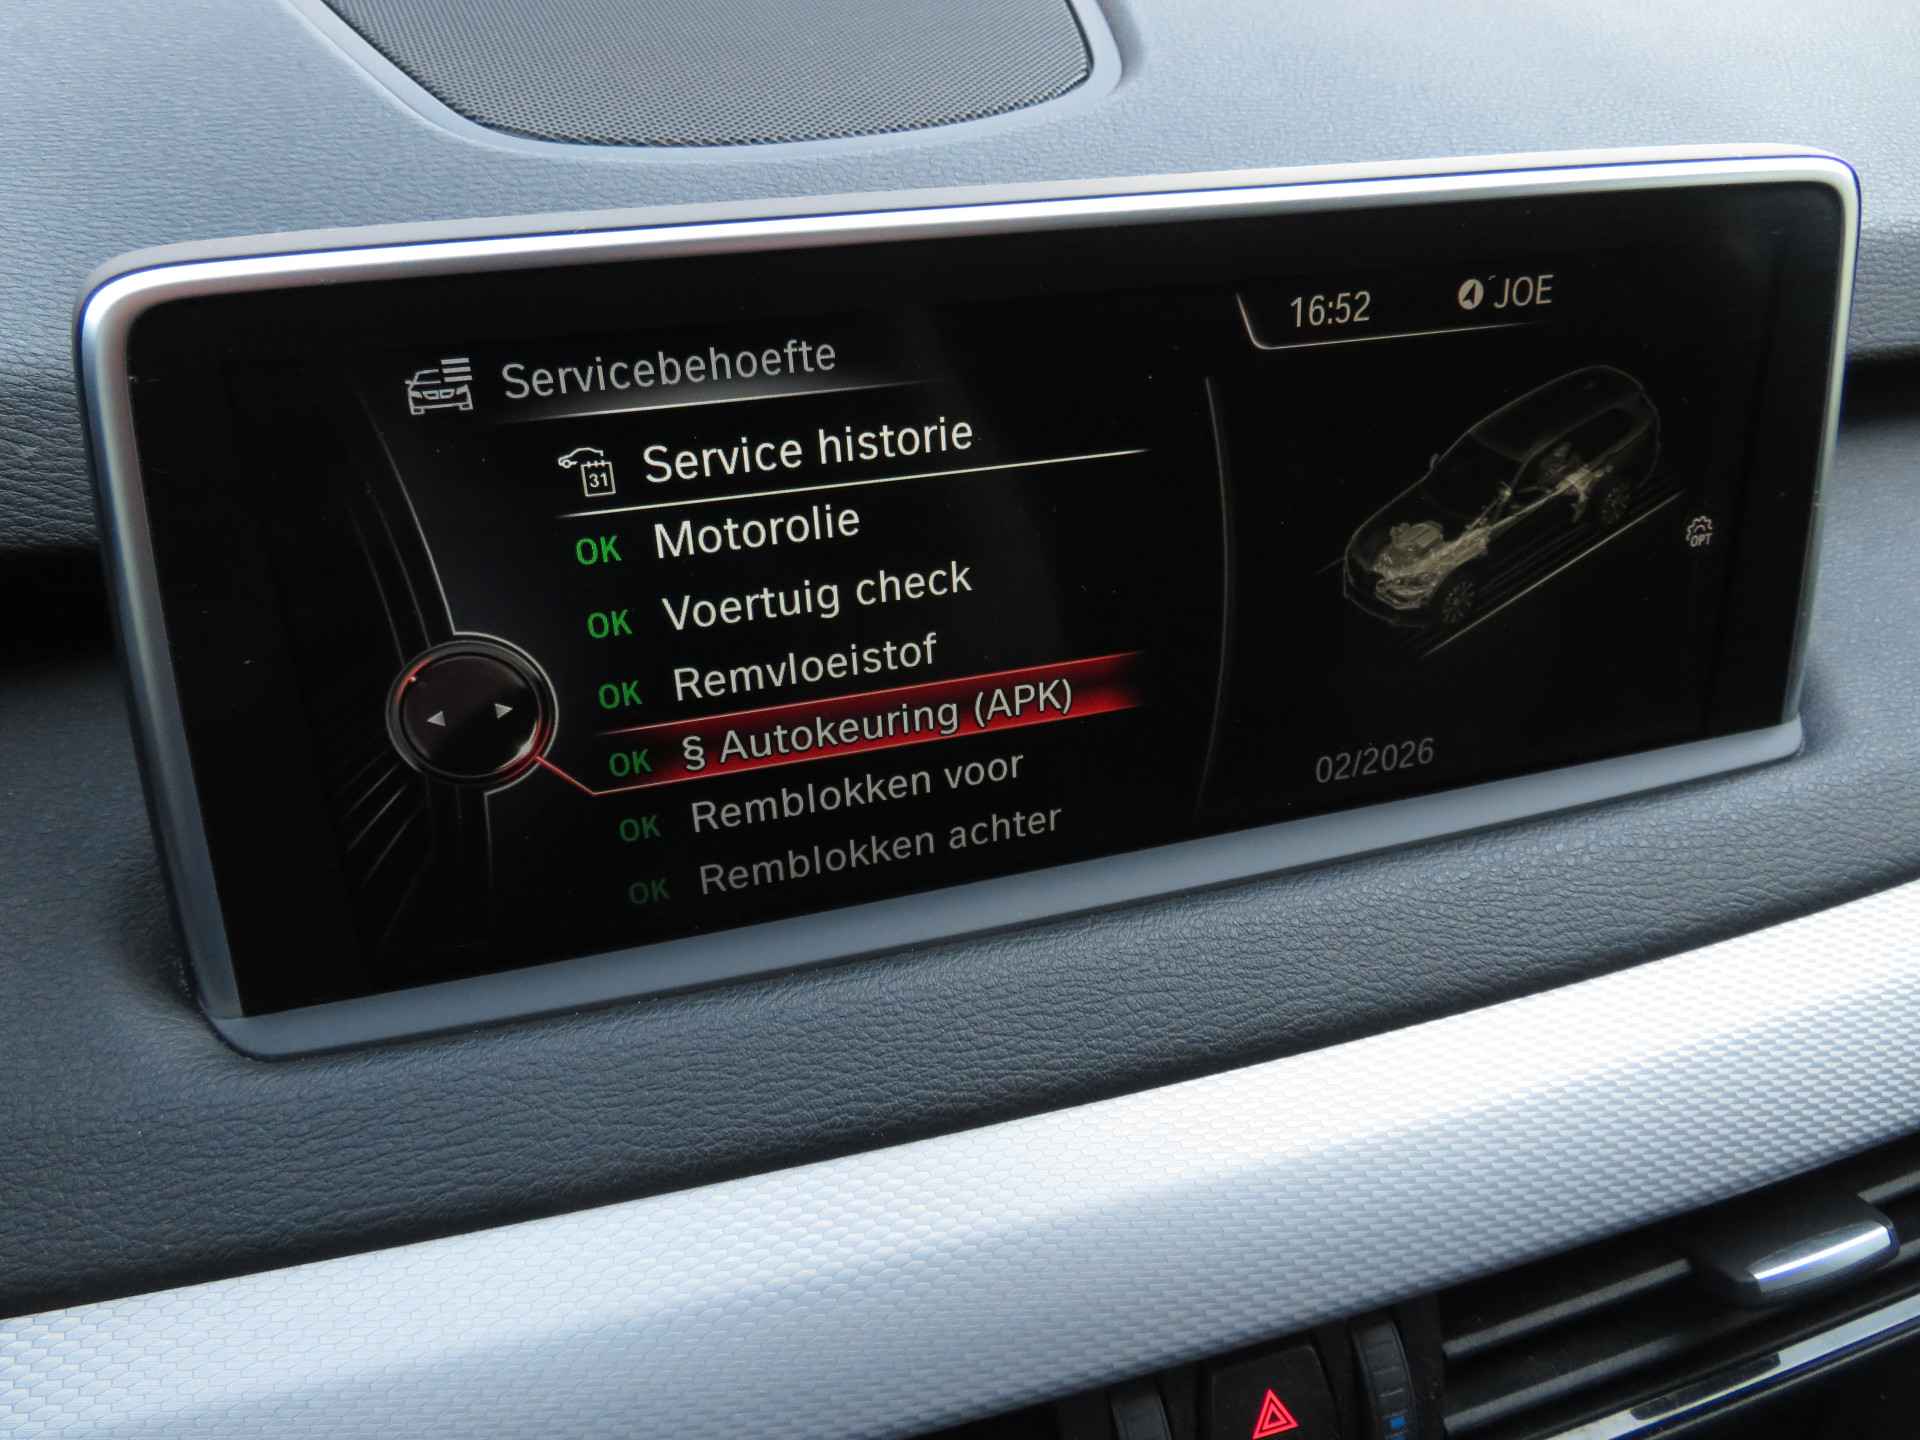 16:52 JOE
Servicebehoefte
31 Service historie
OK Motorolie
OK Voertuig check
OK Remvloeistof
OK § Autokeuring (APK)
OK Remblokken voor
OK Remblokken achter
OPT
02/2026